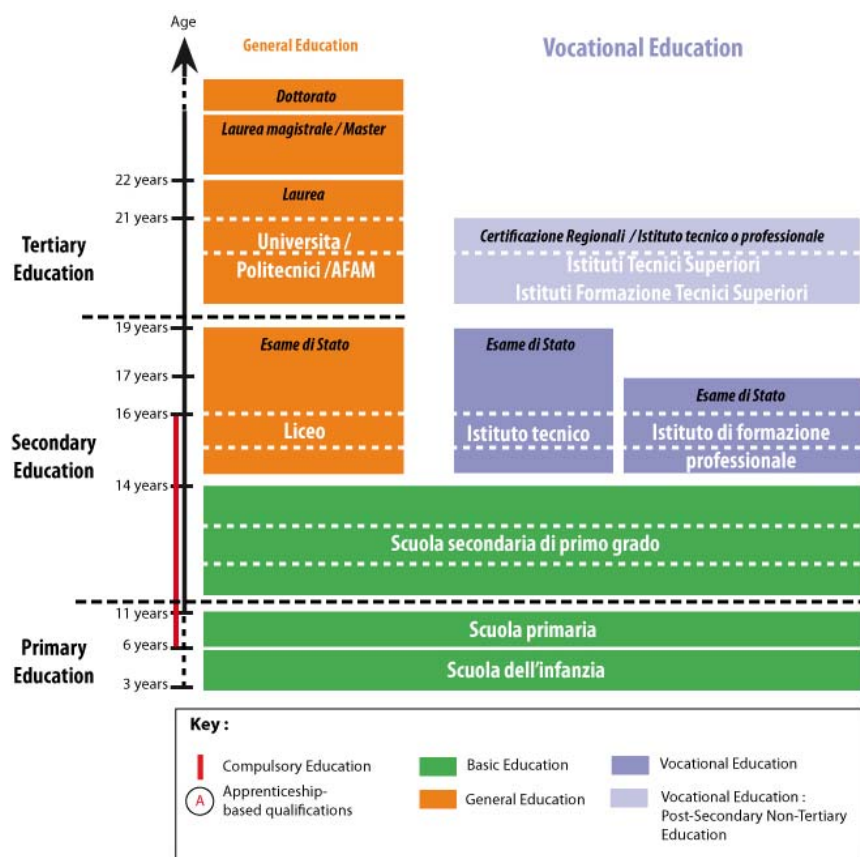 Age
General Education
Vocational Education
Dottorato
Laurea magistrale / Master
22 years
Laurea
21 years
Tertiary
Education
Universita /
Politecnici /AFAM
Certificazione Regionali / Istituto tecnico o professionale
Istituti Tecnici Superiori
Istituti Formazione Tecnici Superiori
19 years
Esame di Stato
Esame di Stato
17 years
Esame di Stato
16 years
Secondary
Education
Liceo
Istituto tecnico
Istituto di formazione
professionale
14 years
Scuola secondaria di primo grado
11 years
Scuola primaria
6 years
Primary
Education
Scuola dell'infanzia
3 years
Key :
Compulsory Education
A
Apprenticeship-
based qualifications
Basic Education
General Education
Vocational Education
Vocational Education :
Post-Secondary Non-Tertiary
Education